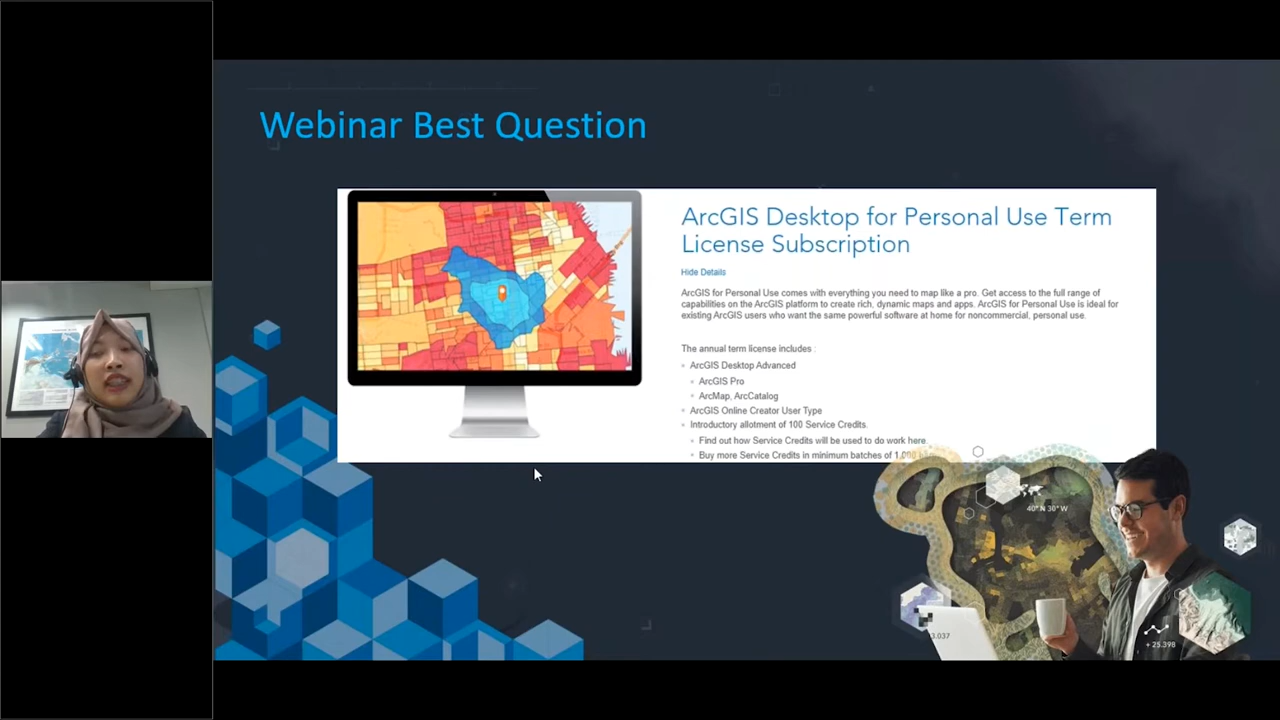 Webinar Best Question
ArcGIS Desktop for Personal Use Term
License Subscription
Hide Details
ArcGIS for Personal Use comes with everything you need to map like a pro. Get access to the full range of
capabilities on the ArcGIS platform to create rich, dynamic maps and apps. ArcGIS for Personal Use is ideal for
existing ArcGIS users who want the same powerful software at home for noncommercial, personal use.
The annual term license includes :
ArcGIS Desktop Advanced
ArcGIS Pro
ArcMap, ArcCatalog
ArcGIS Online Creator User Type
Introductory allotment of 100 Service Credits.
Find out how Service Credits will be used to do work here.
Buy more Service Credits in minimum batches of
40° N 30° W
3.037
+ 25.398